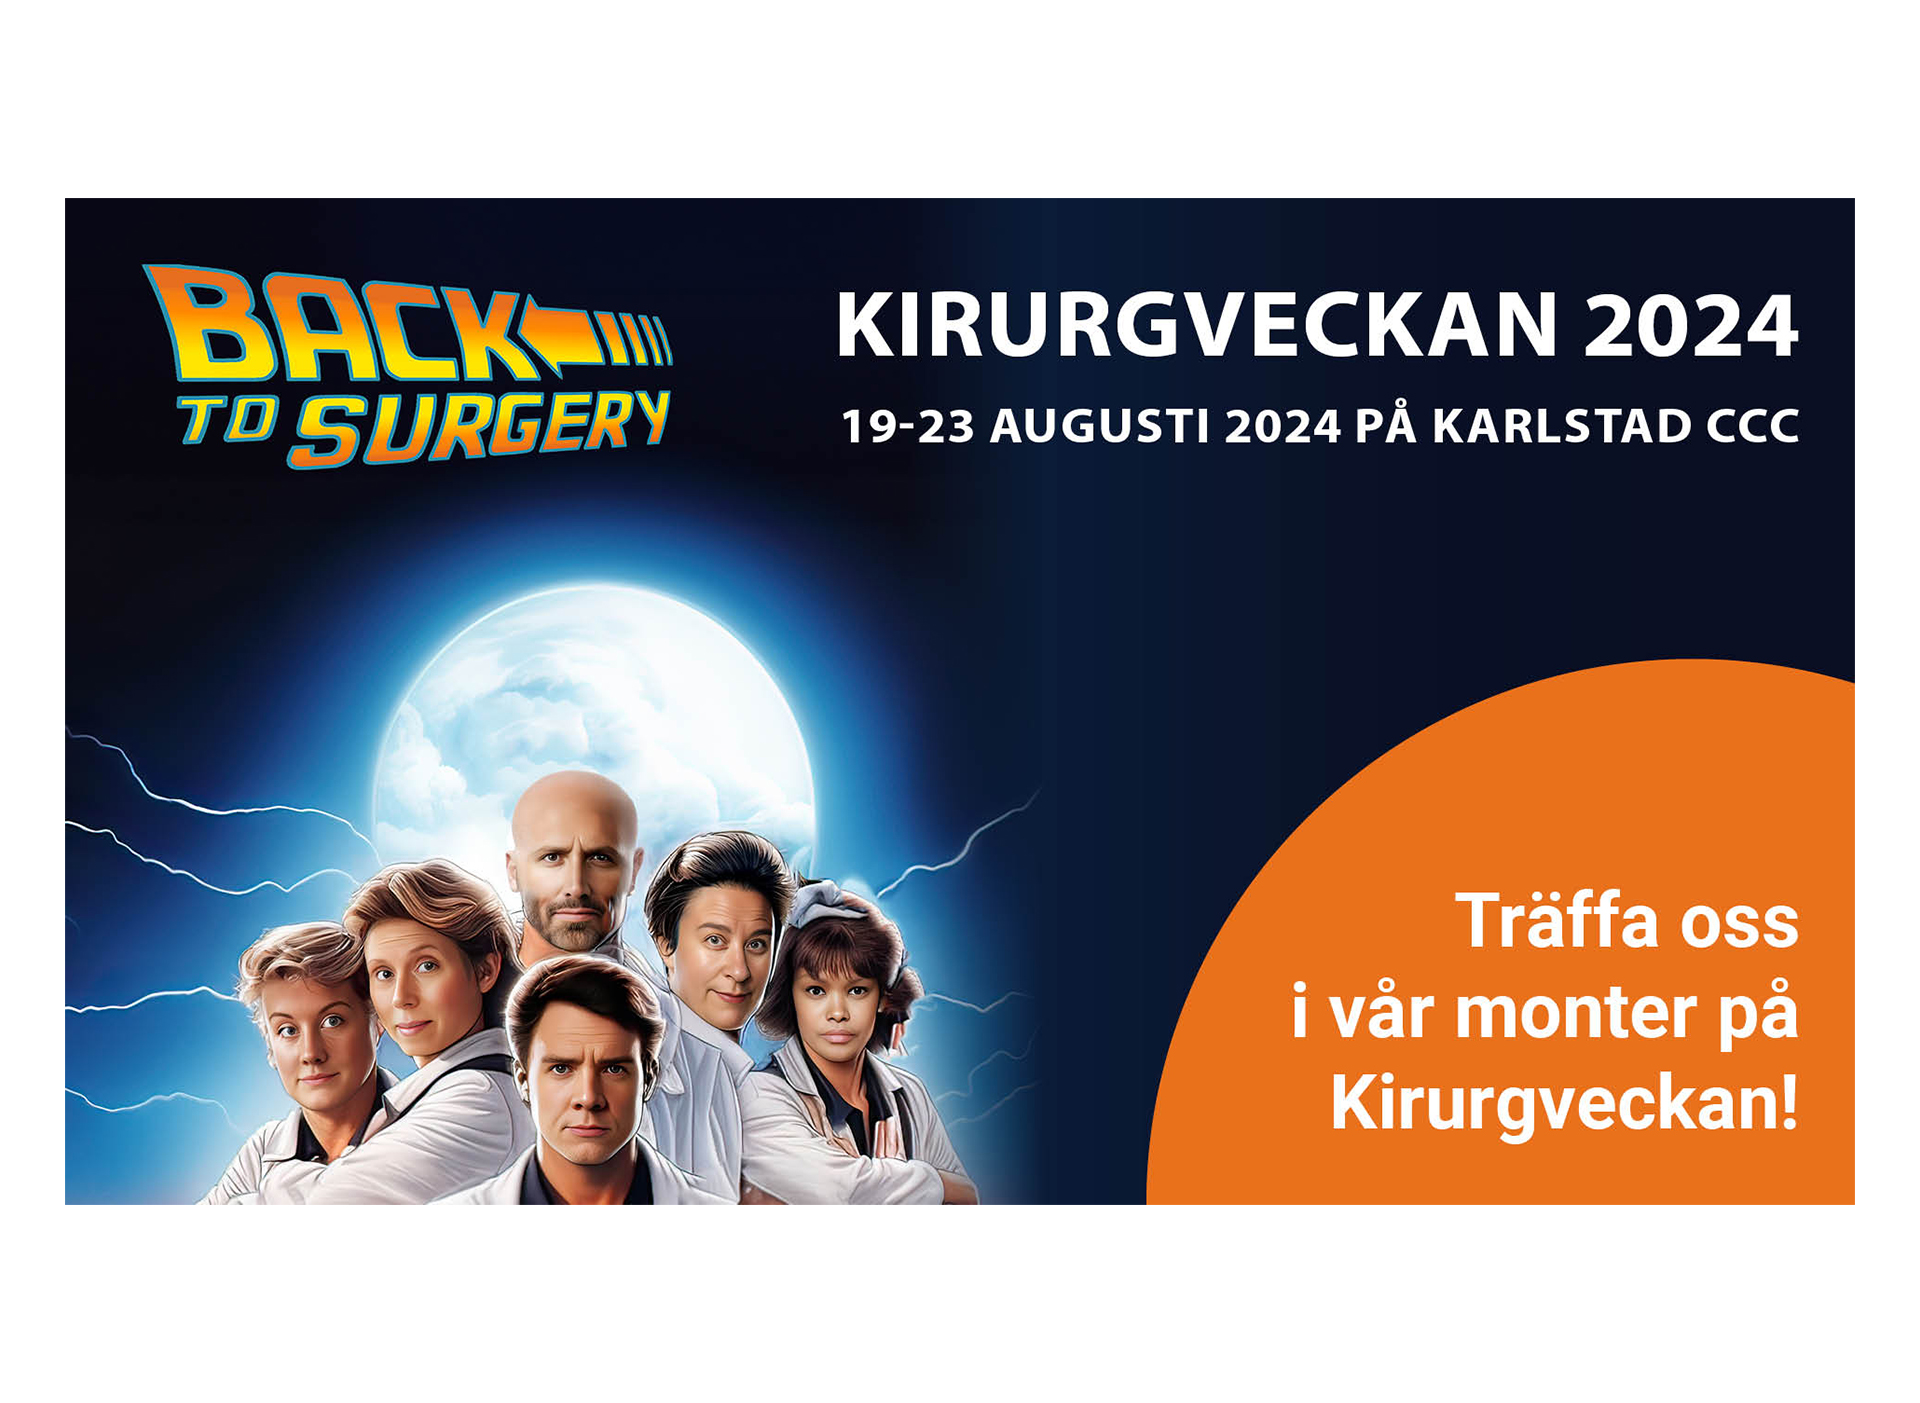 BACK
TO SURGERY
KIRURGVECKAN 2024
19-23 AUGUSTI 2024 PÅ KARLSTAD CCC
Träffa oss
i vår monter på
Kirurgveckan!